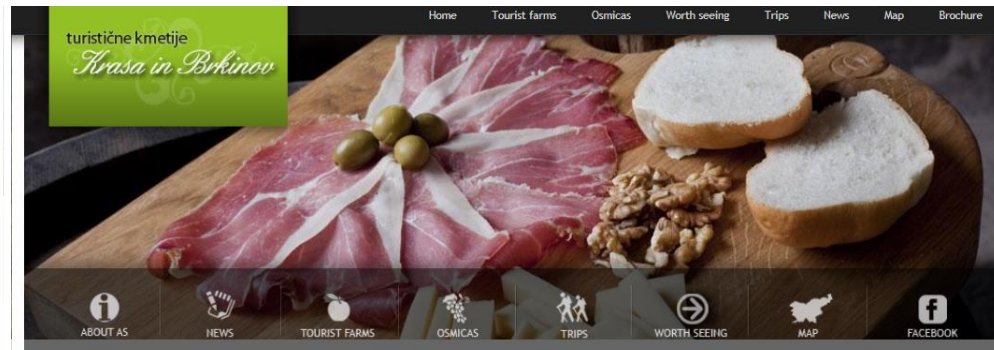 Home Tourist farms Osmicas Worth seeing Trips News Map Brochure
turistične kmetije
Krasa in Brkinov
ABOUT AS NEWS TOURIST FARMS OSMICAS TRIPS WORTH SEEING MAP FACEBOOK